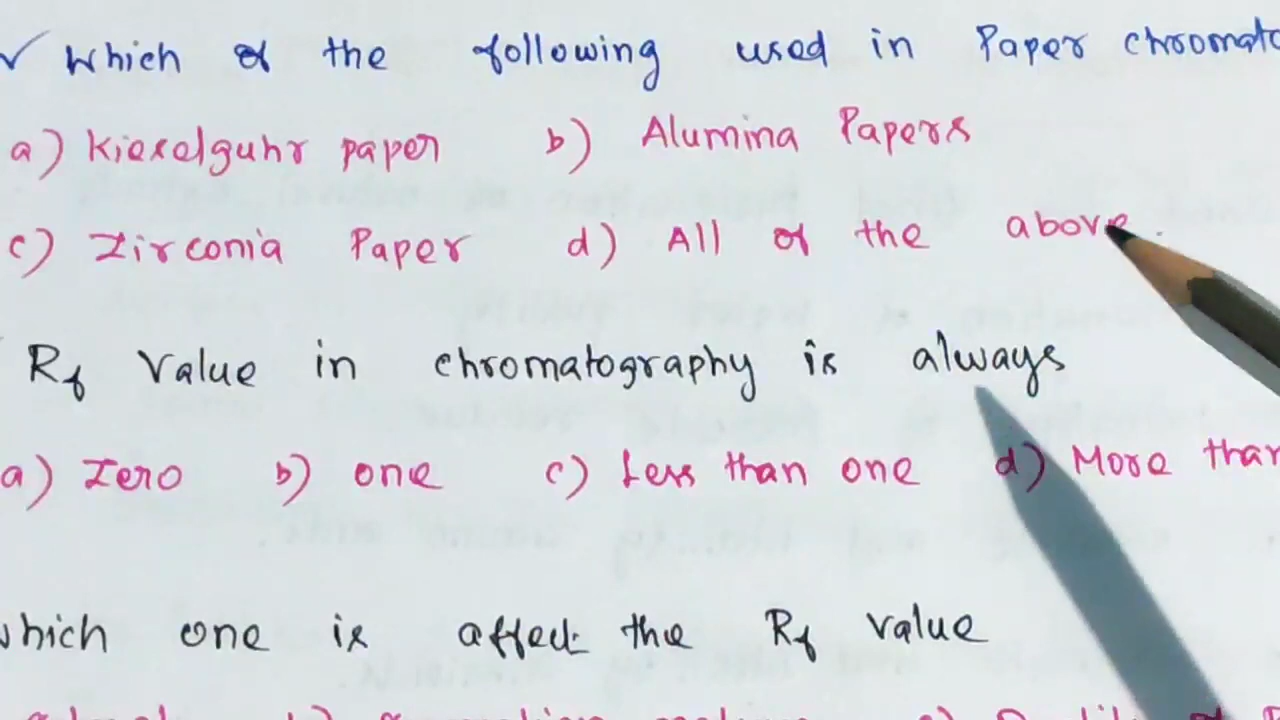 Which of the following used in Paper chromato
a) Kieselguhr paper b) Alumina Papers
c) Zirconia Paper d) All of the above
Rf Value in chromatography is always
a) Zero b) one c) Less than one d) More than
which one is affect the Rf value
b) c)